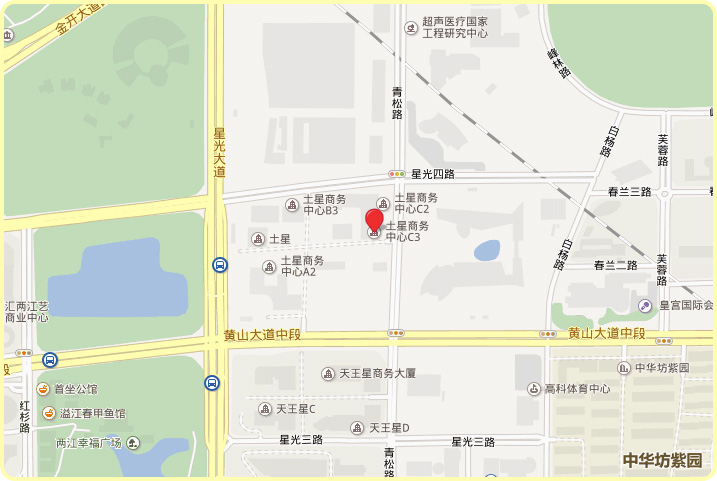 金开大道
超声医疗国家
工程研究中心
峰林路
青松路
星光大道
白杨路
芙蓉路
星光四路
春兰三路
土星商务
中心B3
土星商务
中心C2
土星商务
中心C3
土星
土星商务
中心A2
白杨路
春兰二路
芙蓉路
汇两江艺
商业中心
皇宫国际会
黄山大道中段
黄山大道中段
段
天王星商务大厦
中华坊紫园
首座公馆
高科体育中心
红杉路
溢江春甲鱼馆
天王星C
天王星D
两江幸福广场
星光三路
星光三路
青松路
中华坊紫园